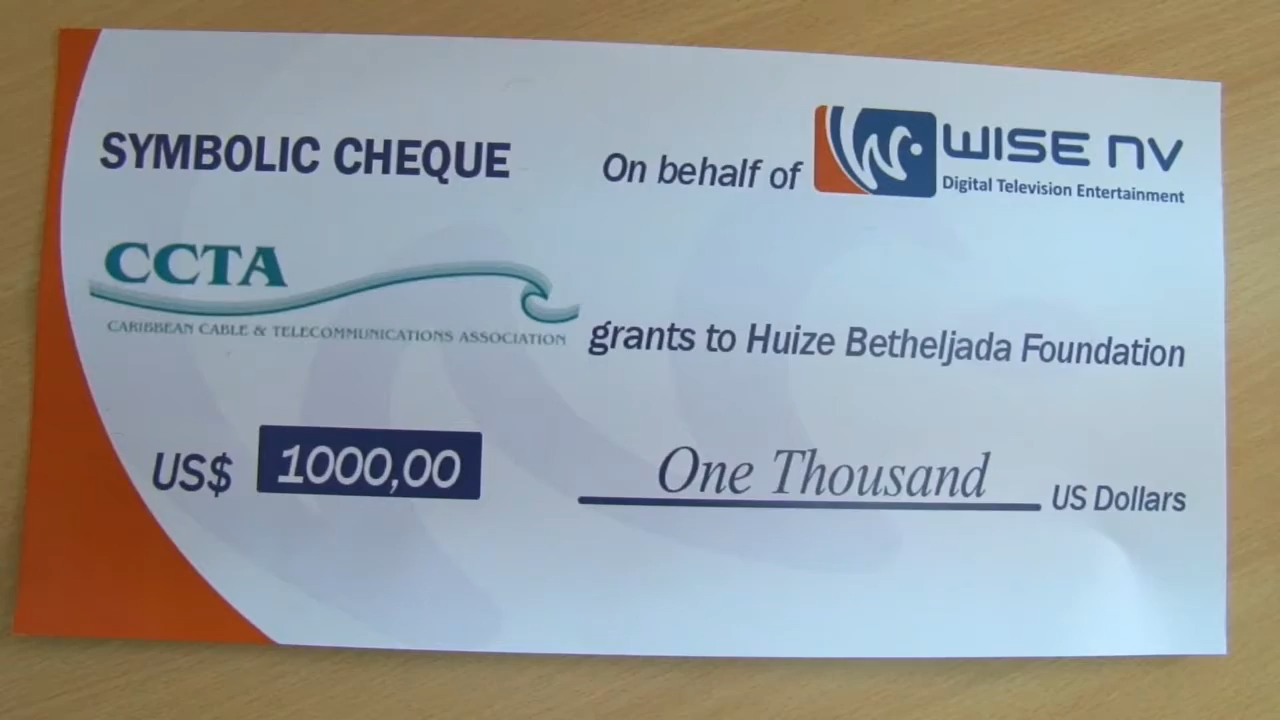 SYMBOLIC CHEQUE
On behalf of WISE NV
Digital Television Entertainment
CCTA
CARIBBEAN CABLE & TELECOMMUNICATIONS ASSOCIATION
grants to Huize Betheljada Foundation
US$ 1000,00
One Thousand US Dollars